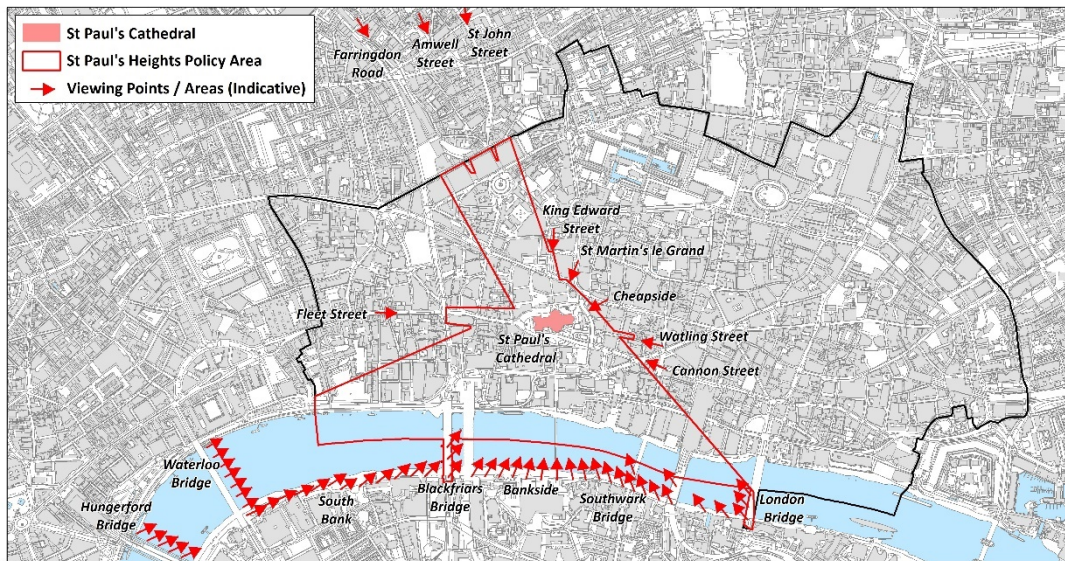 St Paul's Cathedral
St Paul's Heights Policy Area
Viewing Points / Areas (Indicative)
Farringdon
Road
Amwell
Street
St John
Street
King Edward
Street
St Martin's le Grand
Cheapside
Fleet Street
St Paul's
Cathedral
Watling Street
Cannon Street
Waterloo
Bridge
Hungerford
Bridge
South
Bank
Blackfriars
Bridge
Bankside
Southwark
Bridge
London
Bridge